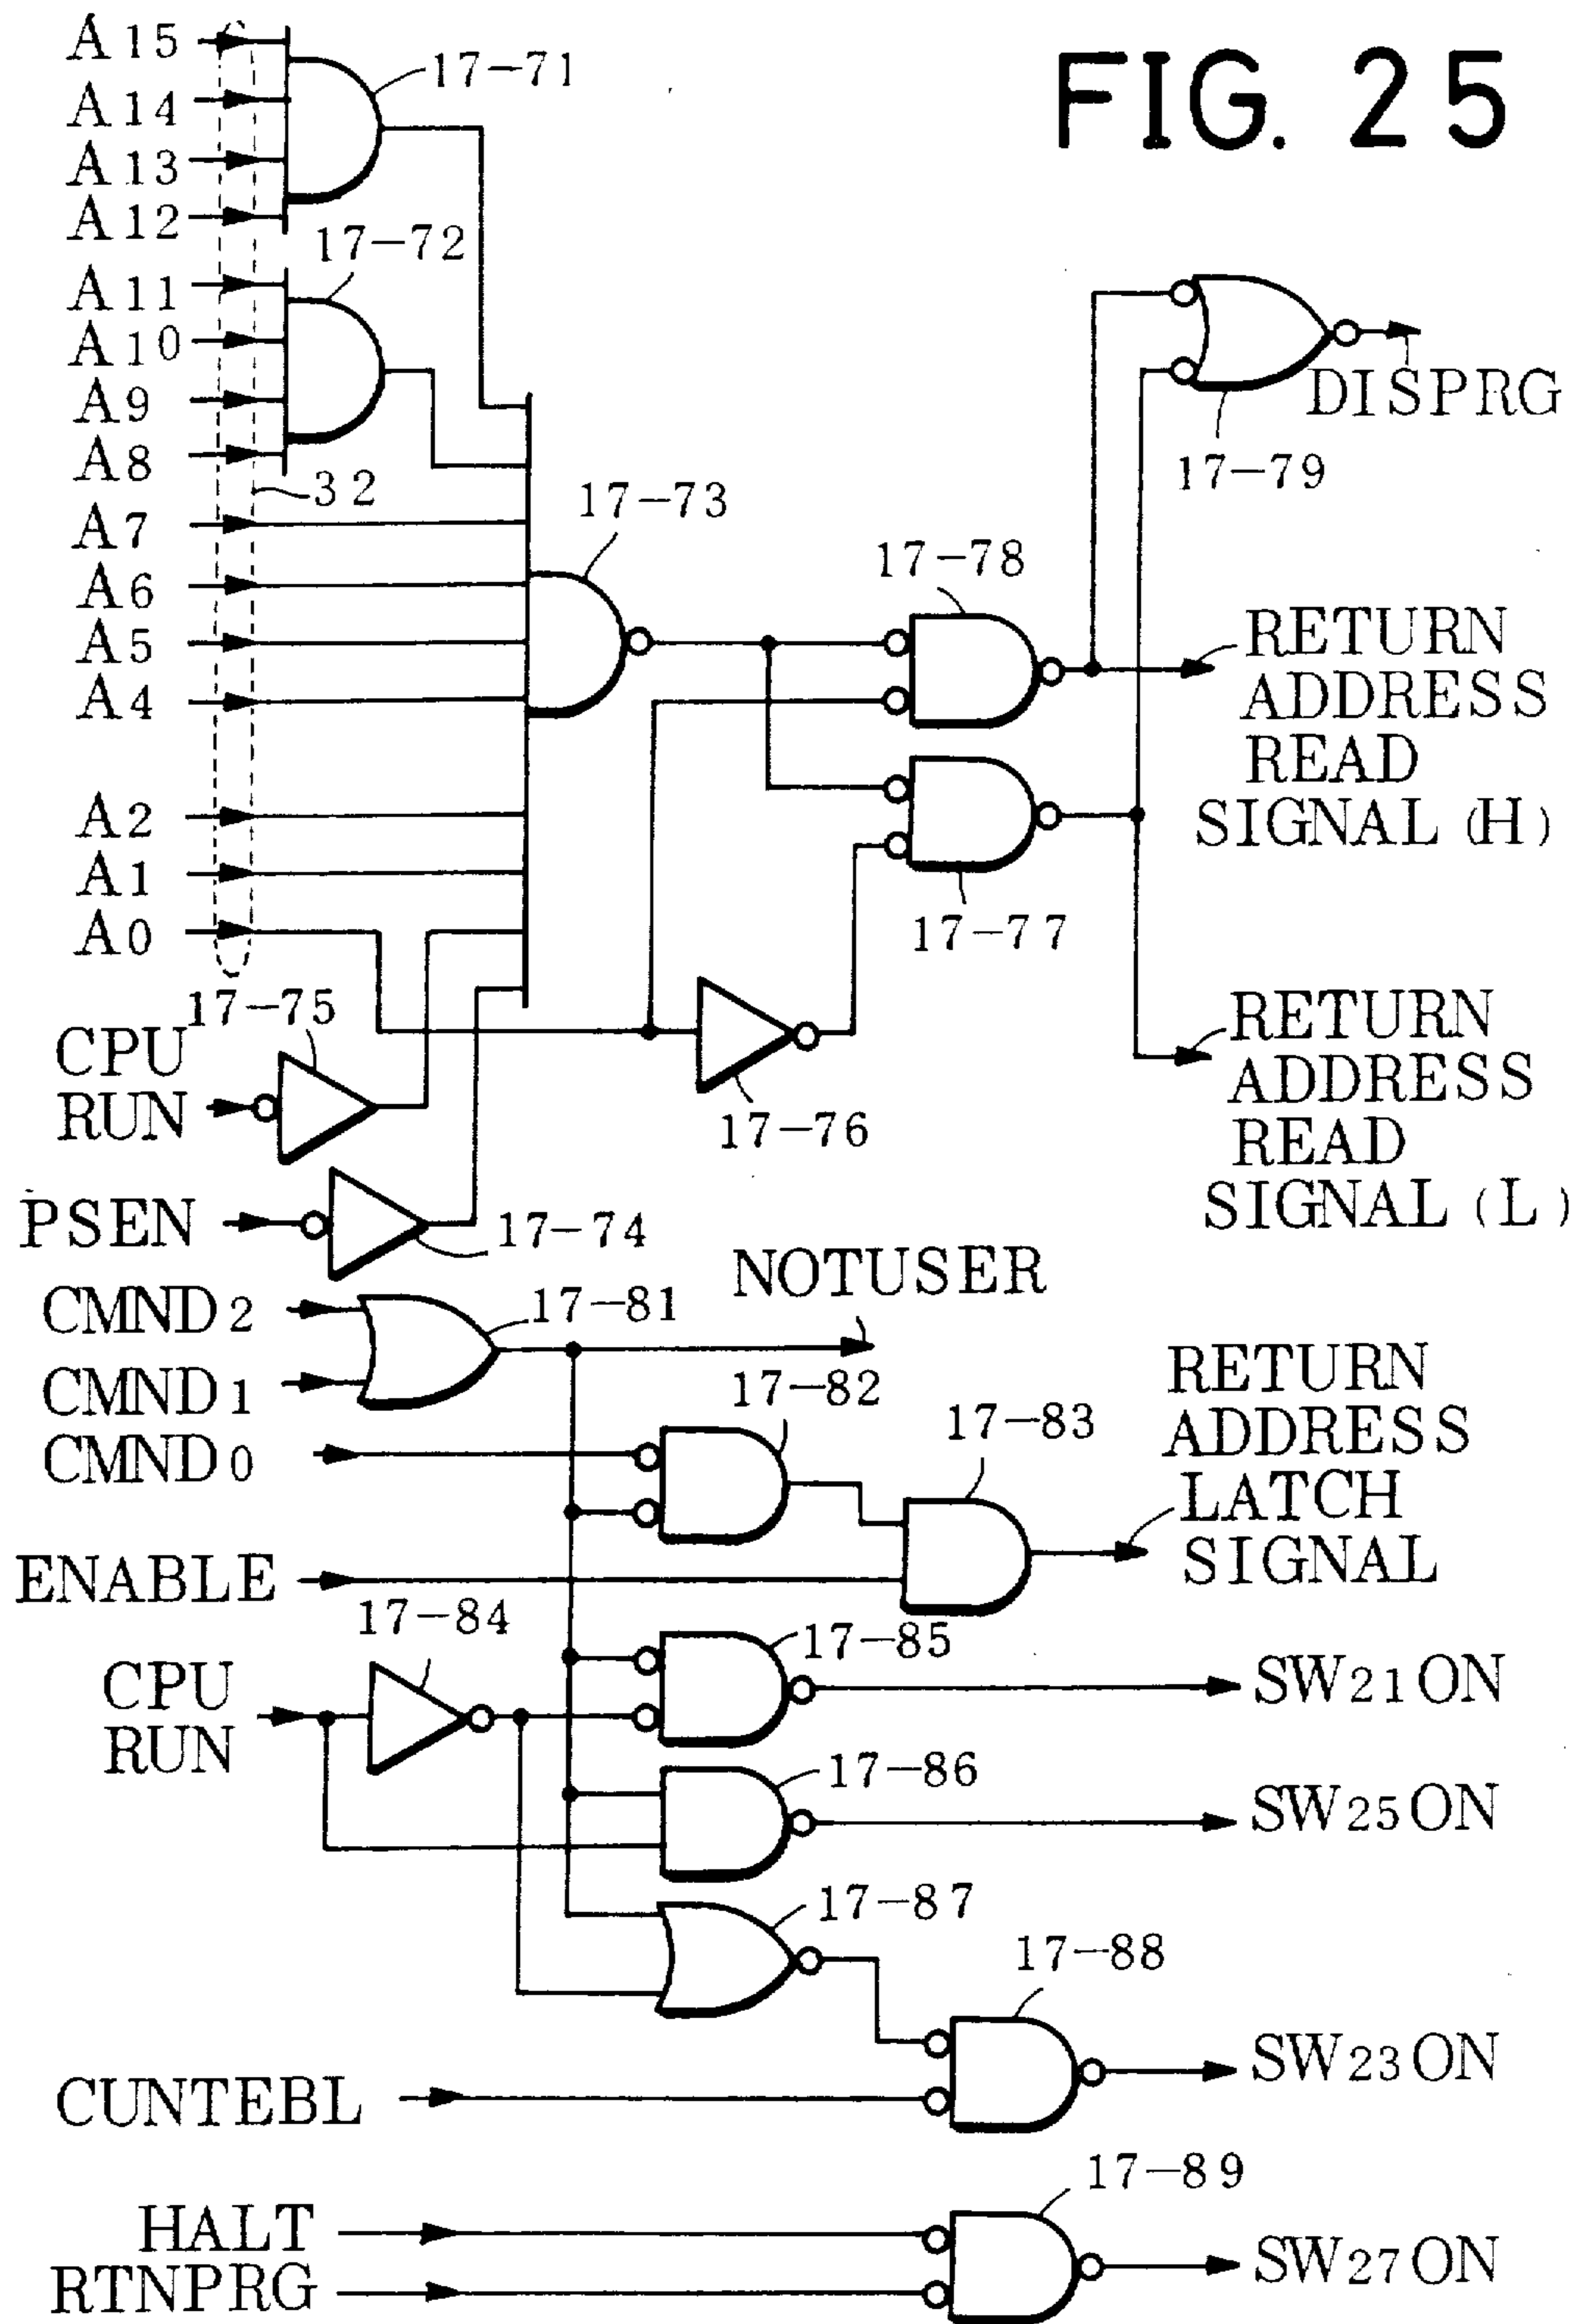 FIG. 25
A15
17-71
A14
A13
A12
17-72
A11
A10
A9
A8
32
A7
17-73
A6
A5
A4
A2
A1
A0
17-78
17-77
17-79
DISPRG
RETURN
ADDRESS
READ
SIGNAL (H)
17-75
CPU
RUN
17-76
RETURN
ADDRESS
READ
SIGNAL (L)
PSEN
17-74
NOTUSER
CMND2
17-81
CMND1
17-82
CMND0
17-83
RETURN
ADDRESS
LATCH
SIGNAL
ENABLE
17-84
17-85
CPU
RUN
SW21ON
17-86
SW25ON
17-87
17-88
SW23ON
CUNTEBL
17-89
HALT
RTNPRG
SW27ON